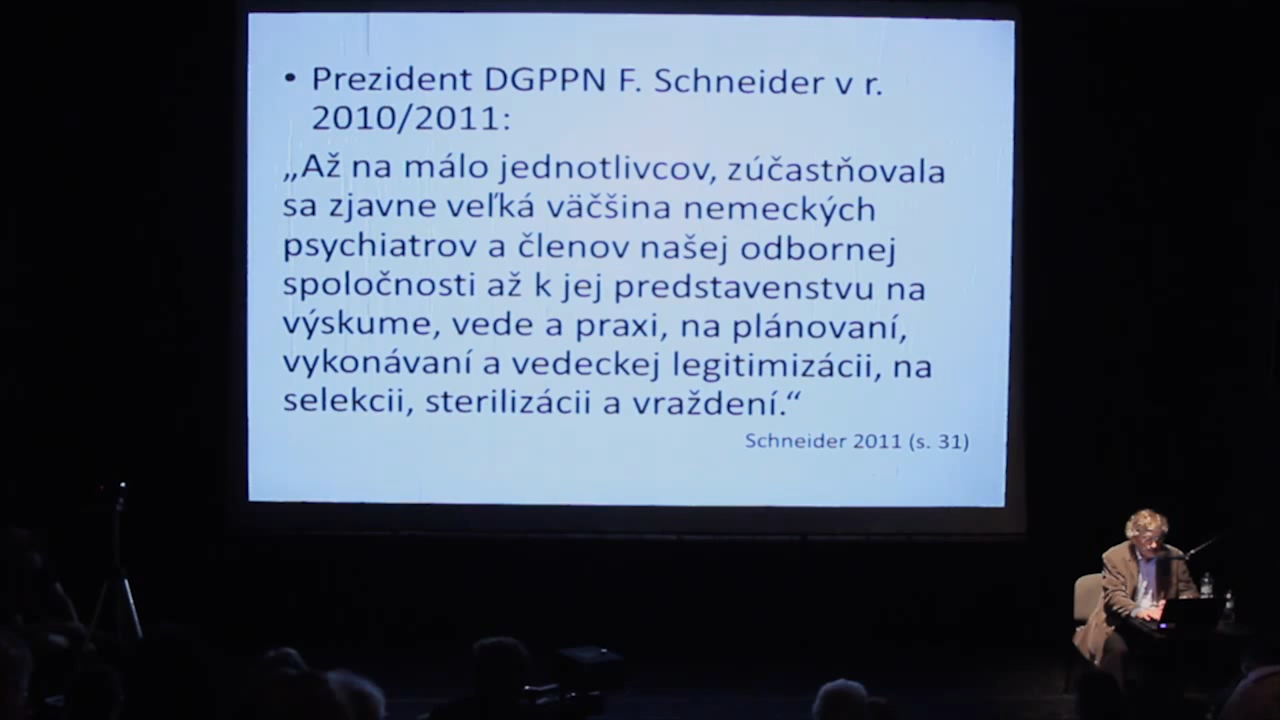 • Prezident DGPPN F. Schneider v r.
2010/2011:
„Až na málo jednotlivcov, zúčastňovala
sa zjavne veľká väčšina nemeckých
psychiatrov a členov našej odbornej
spoločnosti až k jej predstavenstvu na
výskume, vede a praxi, na plánovaní,
vykonávaní a vedeckej legitimizácii, na
selekcii, sterilizácii a vraždení.“
Schneider 2011 (s. 31)